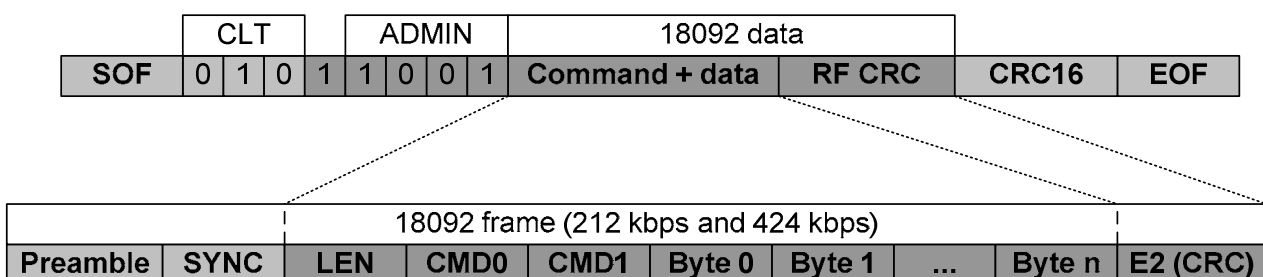 CLT ADMIN 18092 data
SOF 0 1 0 1 1 0 0 1 Command + data RF CRC CRC16 EOF
18092 frame (212 kbps and 424 kbps)
Preamble SYNC LEN CMD0 CMD1 Byte 0 Byte 1 ... Byte n E2 (CRC)